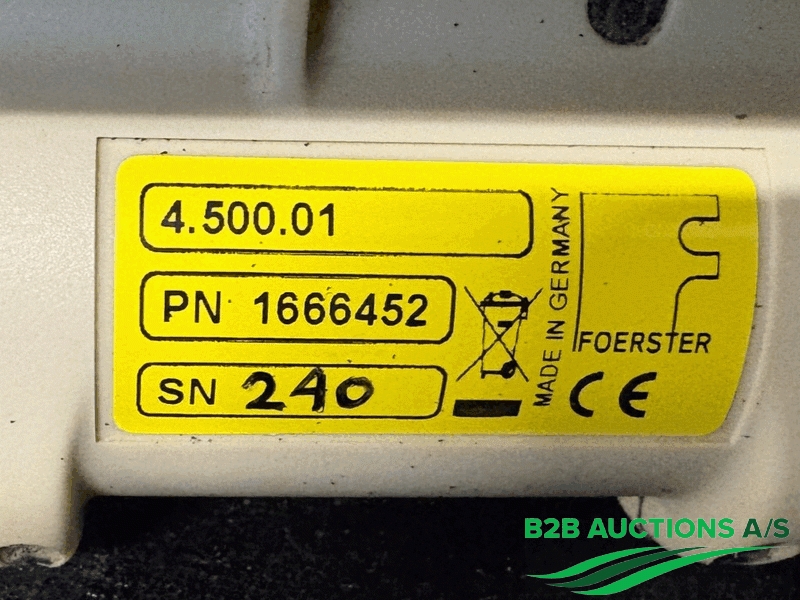 4.500.01
PN 1666452
SN 240
MADE IN GERMANY
FOERSTER
CE
B2B AUCTIONS A/S